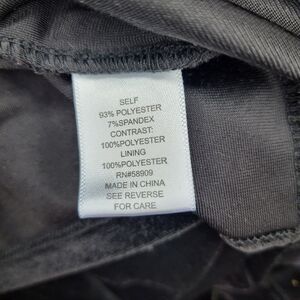 SELF
93% POLYESTER
7%SPANDEX
CONTRAST:
100%POLYESTER
LINING
100%POLYESTER
RN#58909
MADE IN CHINA
SEE REVERSE
FOR CARE